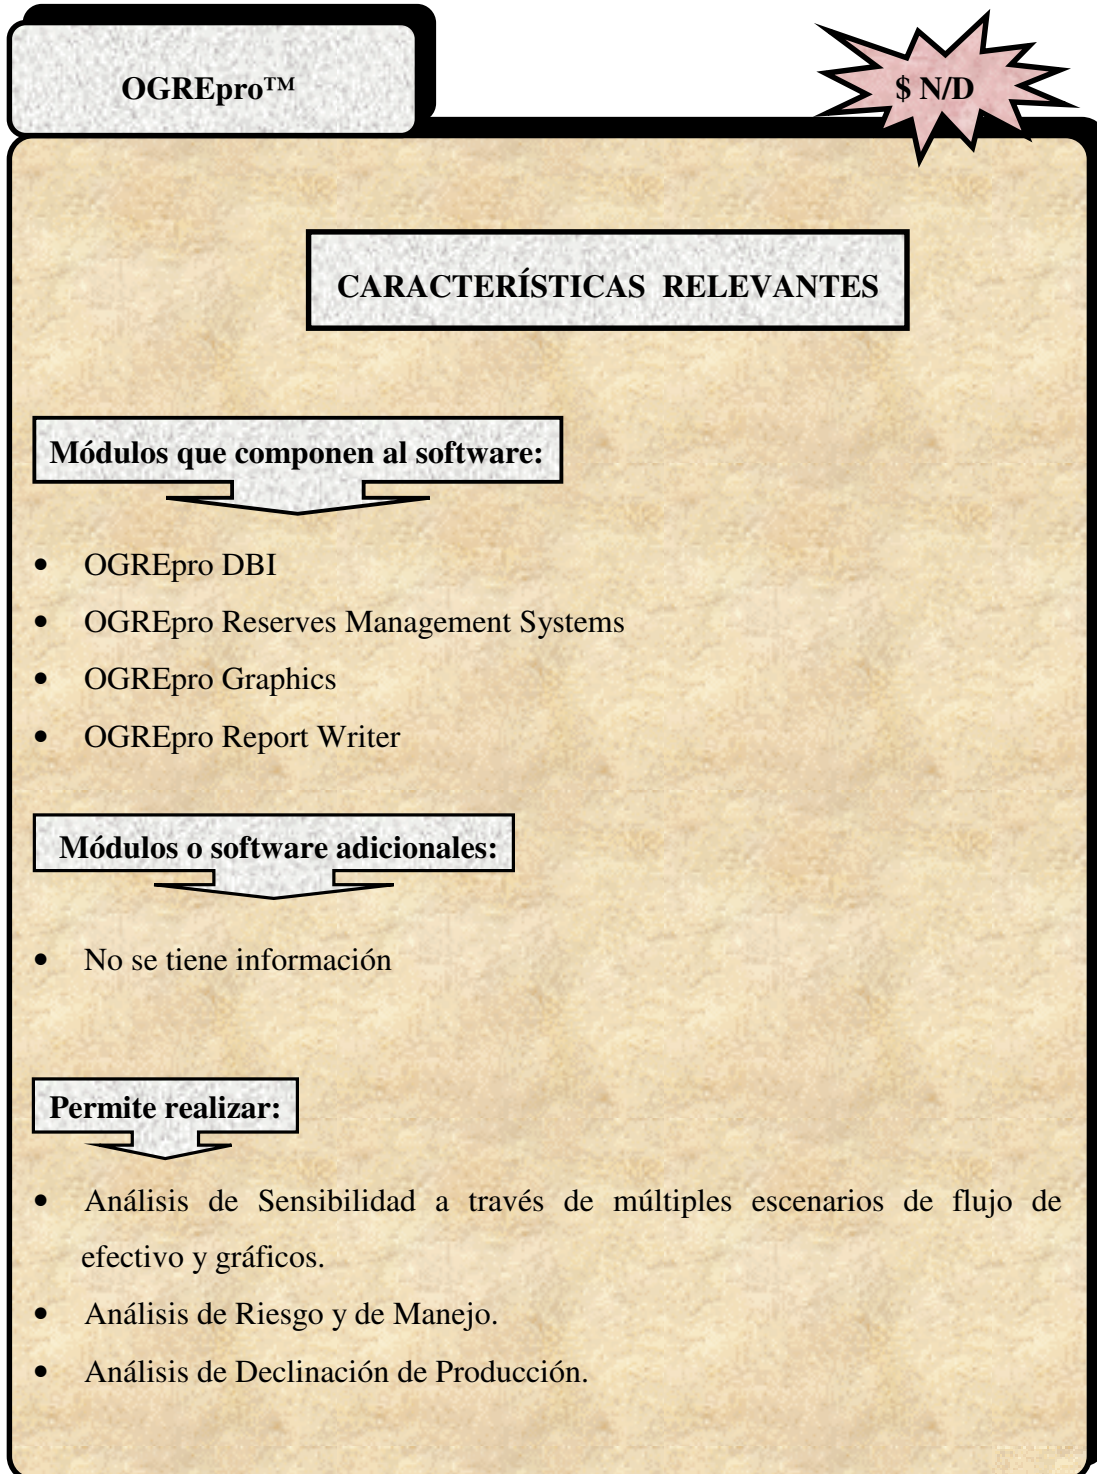 OGREpro™
$ N/D
CARACTERÍSTICAS RELEVANTES
Módulos que componen al software:
• OGREpro DBI
• OGREpro Reserves Management Systems
• OGREpro Graphics
• OGREpro Report Writer
Módulos o software adicionales:
• No se tiene información
Permite realizar:
• Análisis de Sensibilidad a través de múltiples escenarios de flujo de
efectivo y gráficos.
• Análisis de Riesgo y de Manejo.
• Análisis de Declinación de Producción.